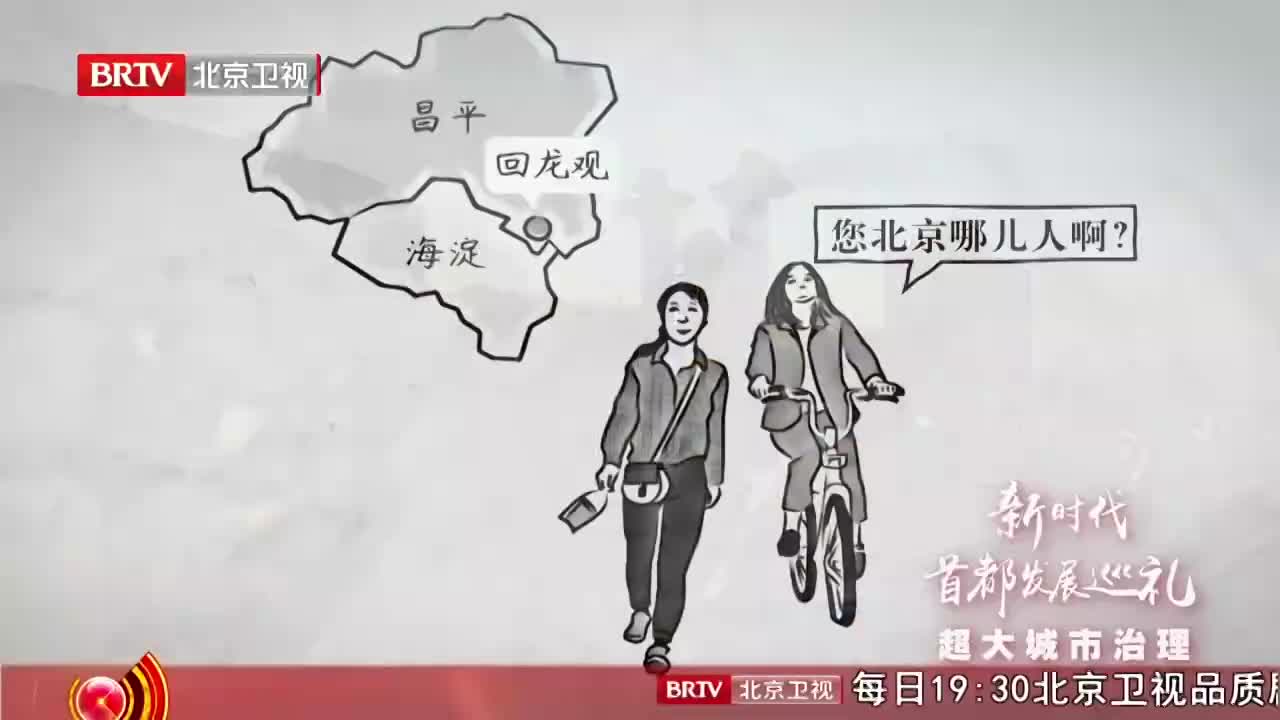 BRTV 北京卫视
昌平
回龙观
海淀
您北京哪儿人啊?
新时代
首都发展巡礼
超大城市治理
BRTV 北京卫视 每日19:30北京卫视品质